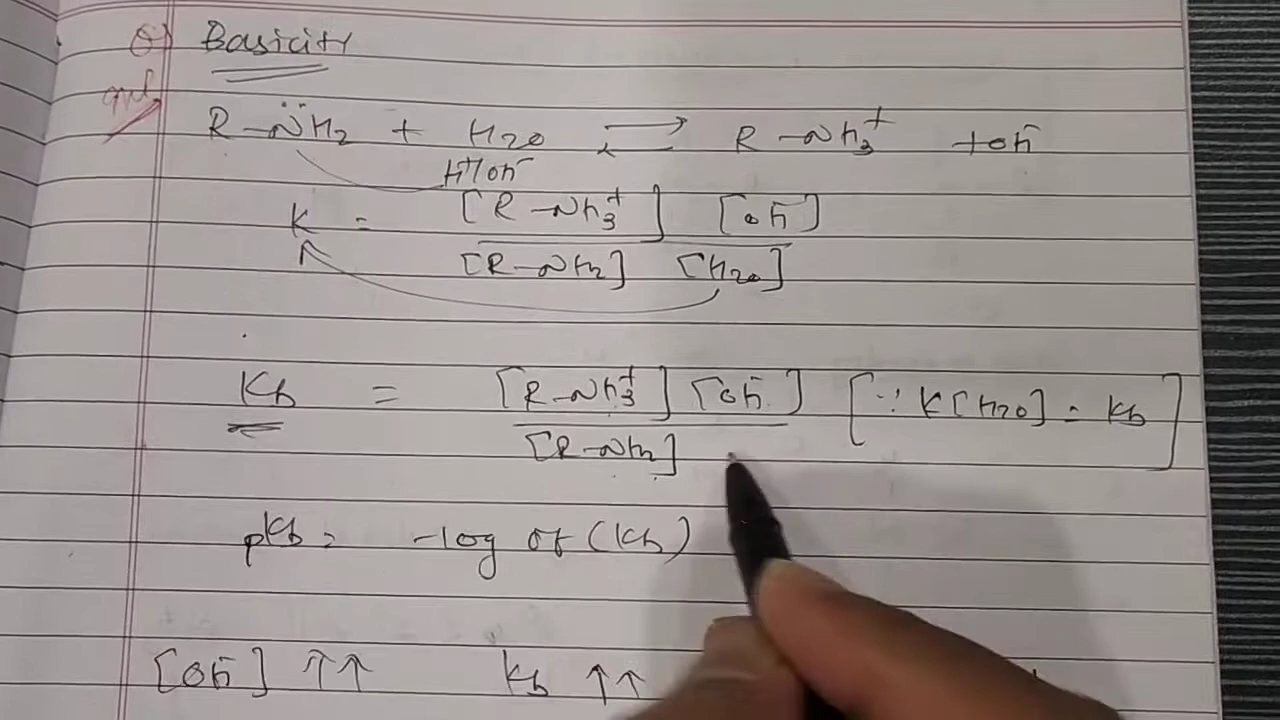 Basicity
R-N̈H2 + H2O ⇌ R-Nh3+ + oh-
H+/oh-
K = [R-Nh3+] [oh-]
[R-NH2] [H2O]
Kb = [R-Nh3+] [oh-] [∵ K[H2O] = Kb]
[R-NH2]
pKb = -log of (Kb)
[Oh-] ↑↑ Kb ↑↑